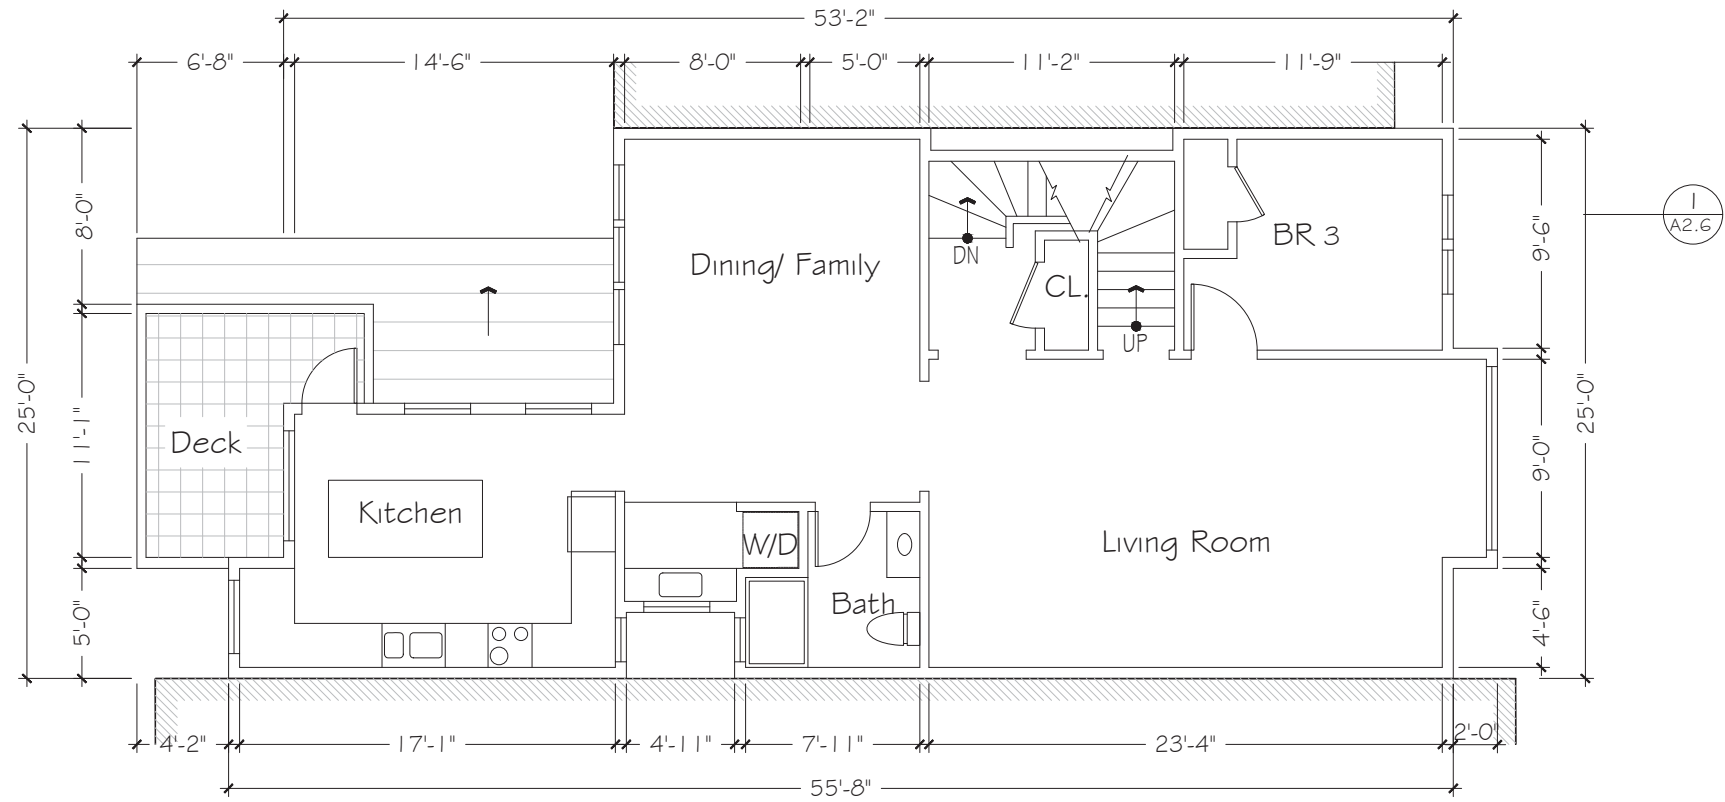 53'-2"
6'-8"
14'-6"
8'-0"
5'-0"
11'-2"
11'-9"
8'-0"
9'-6"
1
A2.6
BR 3
Dining/ Family
DN
CL.
UP
25'-0"
11'-1"
25'-0"
Deck
9'-0"
Kitchen
W/D
Living Room
Bath
5'-0"
4'-6"
2'-0"
4'-2"
17'-1"
4'-11"
7'-11"
23'-4"
55'-8"